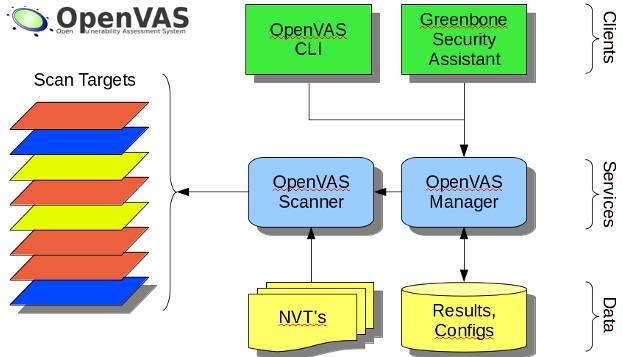 OpenVAS
Open Vulnerability Assessment System
OpenVAS
CLI
Greenbone
Security
Assistant
Clients
Scan Targets
OpenVAS
Scanner
OpenVAS
Manager
Services
NVT's
Results,
Configs
Data